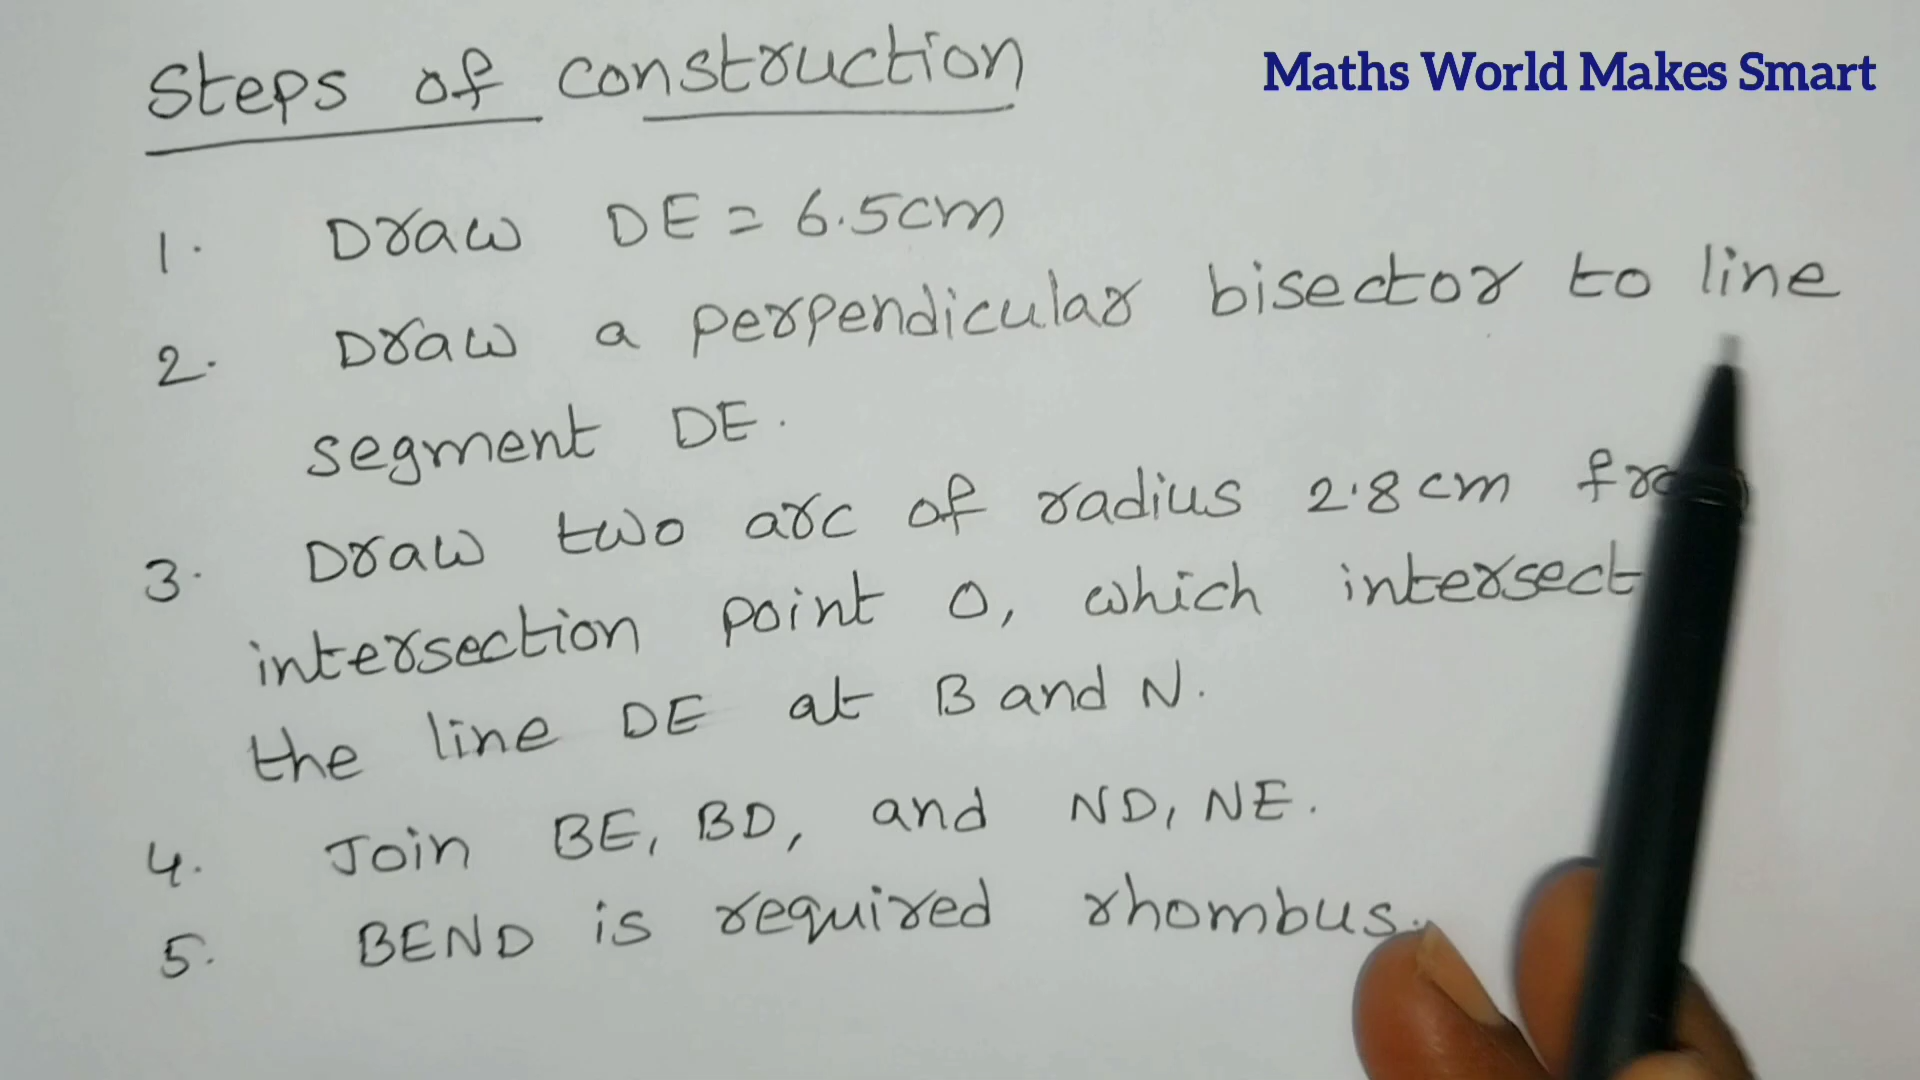 Steps of construction
Maths World Makes Smart
1. Draw DE = 6.5cm
2. Draw a perpendicular bisector to line
segment DE.
3. Draw two arc of radius 2.8cm
intersection point O, which intersect
the line DE at B and N.
4. Join BE, BD, and ND, NE.
5. BEND is required rhombus.